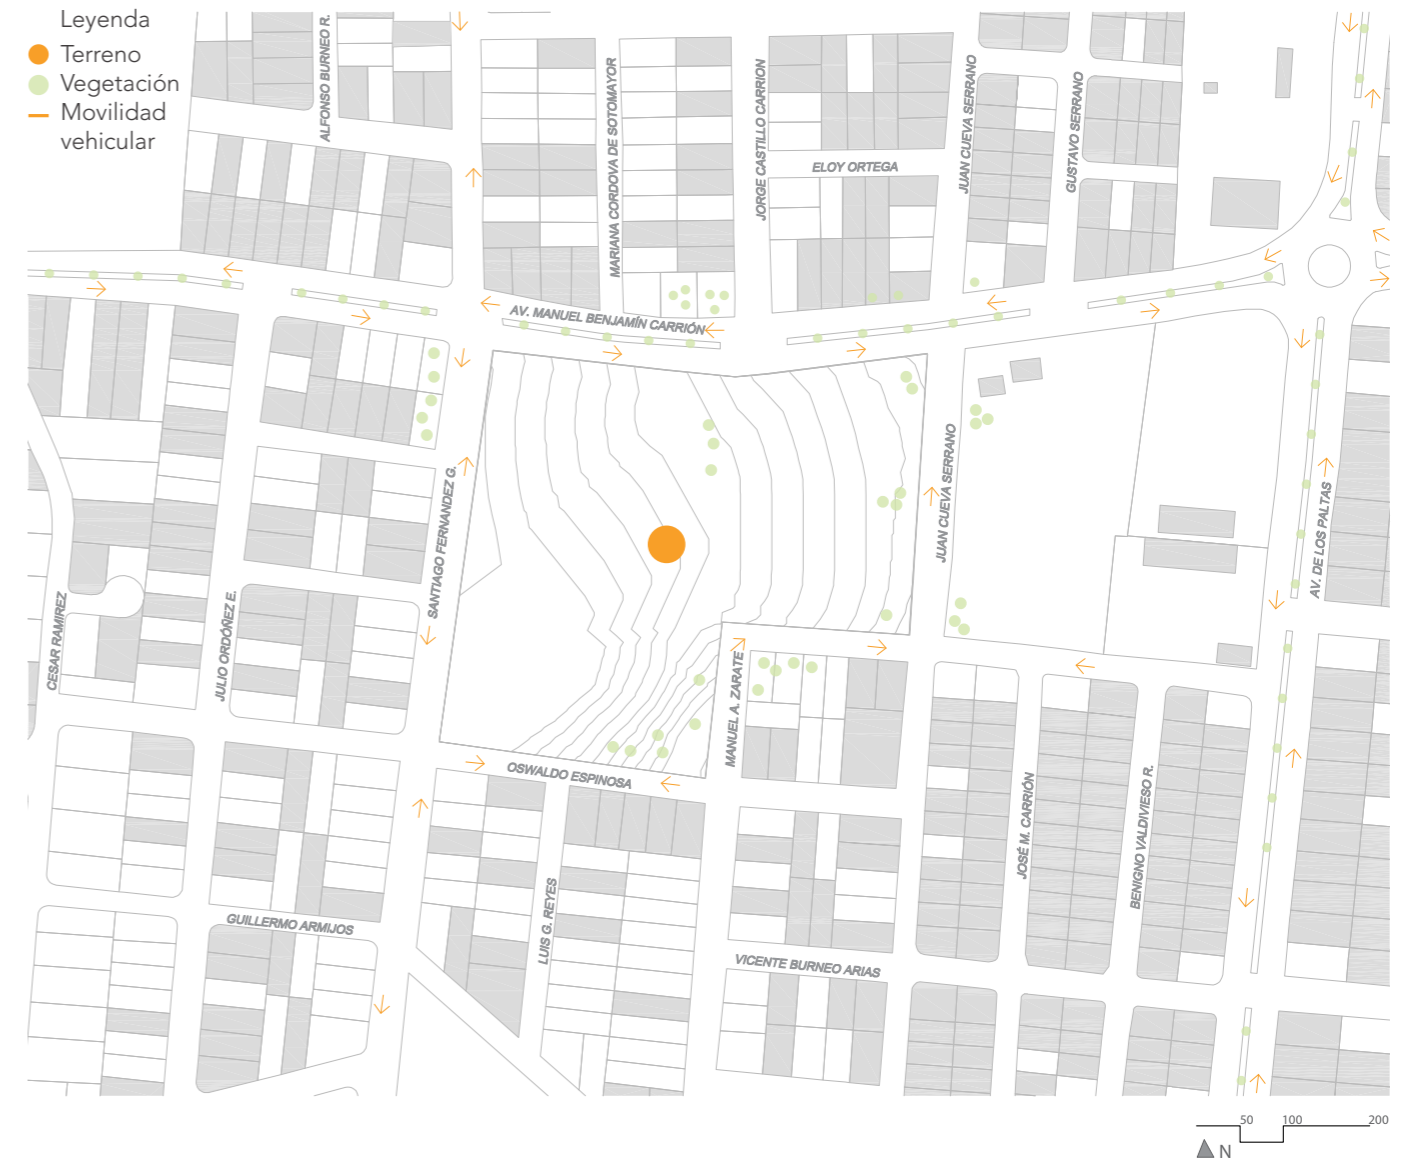 Leyenda
Terreno
Vegetación
Movilidad
vehicular
ALFONSO BURNEO R.
MARIANA CORDOVA DE SOTOMAYOR
JORGE CASTILLO CARRION
ELOY ORTEGA
JUAN CUEVA SERRANO
GUSTAVO SERRANO
AV. MANUEL BENJAMÍN CARRIÓN
SANTIAGO FERNANDEZ G.
JUAN CUEVA SERRANO
AV. DE LOS PALTAS
CESAR RAMIREZ
JULIO ORDÓÑEZ E.
MANUEL A. ZARATE
OSWALDO ESPINOSA
JOSÉ M. CARRIÓN
BENIGNO VALDIVIESO R.
LUIS G. REYES
GUILLERMO ARMIJOS
VICENTE BURNEO ARIAS
50 100 200
N